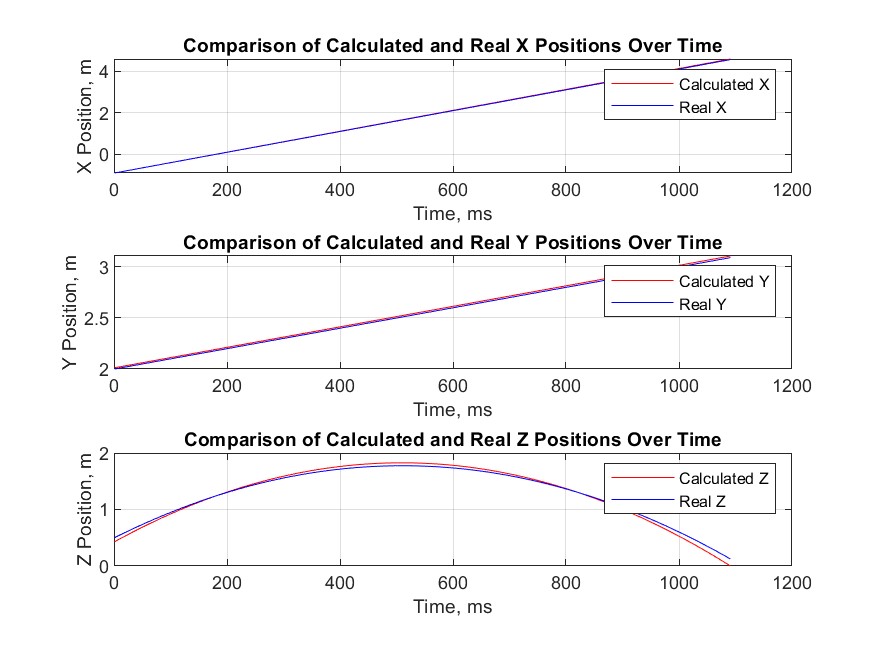 Comparison of Calculated and Real X Positions Over Time
X Position, m
4
2
0
Calculated X
Real X
0 200 400 600 800 1000 1200
Time, ms
Comparison of Calculated and Real Y Positions Over Time
Y Position, m
3
2.5
2
Calculated Y
Real Y
0 200 400 600 800 1000 1200
Time, ms
Comparison of Calculated and Real Z Positions Over Time
Z Position, m
2
1
0
Calculated Z
Real Z
0 200 400 600 800 1000 1200
Time, ms